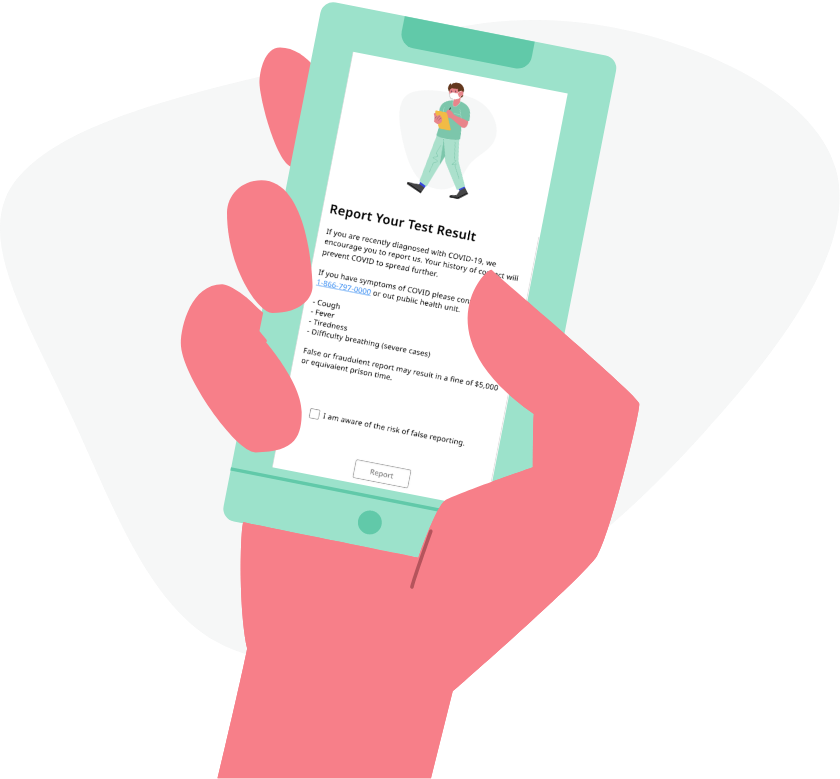 Report Your Test Result
If you are recently diagnosed with COVID-19, we
encourage you to report us. Your history of contact will
prevent COVID to spread further.
If you have symptoms of COVID please
1-866-797-0000 or out public health unit.
- Cough
- Fever
- Tiredness
- Difficulty breathing (severe cases)
False or fraudulent report may result in a fine of $5,000
or equivalent prison time.
I am aware of the risk of false reporting.
Report